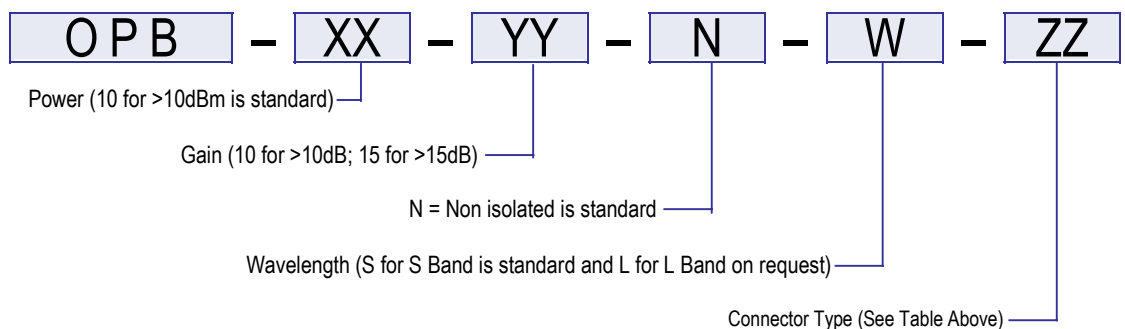 OPB – XX – YY – N – W – ZZ
Power (10 for >10dBm is standard)
Gain (10 for >10dB; 15 for >15dB)
N = Non isolated is standard
Wavelength (S for S Band is standard and L for L Band on request)
Connector Type (See Table Above)